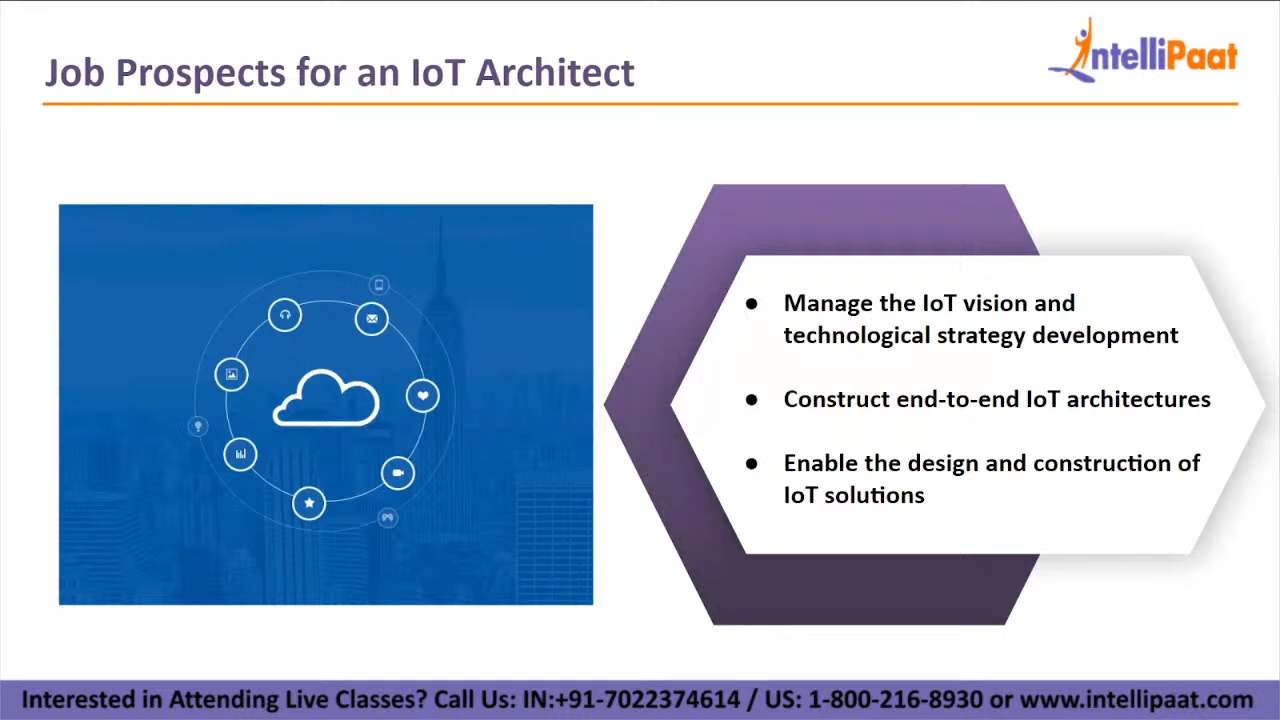 Job Prospects for an IoT Architect
IntelliPaat
● Manage the IoT vision and
technological strategy development
● Construct end-to-end IoT architectures
● Enable the design and construction of
IoT solutions
Interested in Attending Live Classes? Call Us: IN:+91-7022374614 / US: 1-800-216-8930 or www.intellipaat.com